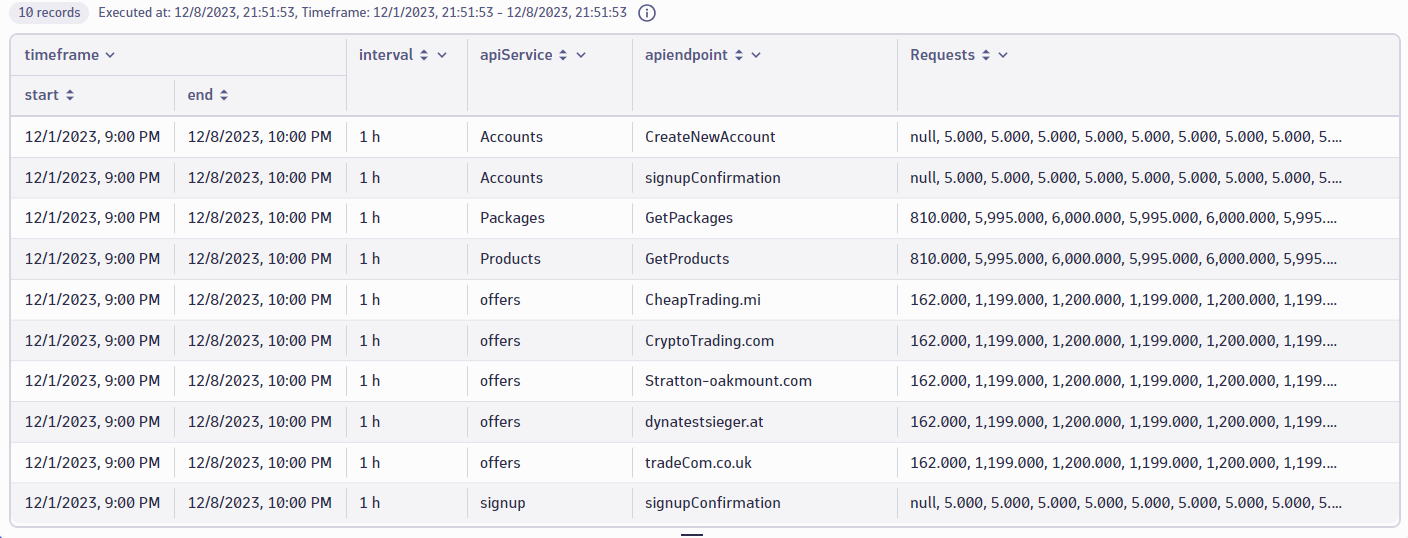 10 records Executed at: 12/8/2023, 21:51:53, Timeframe: 12/1/2023, 21:51:53 - 12/8/2023, 21:51:53
timeframe interval apiService apiendpoint Requests
start end
12/1/2023, 9:00 PM 12/8/2023, 10:00 PM 1 h Accounts CreateNewAccount null, 5.000, 5.000, 5.000, 5.000, 5.000, 5.000, 5.000, 5.000, 5....
12/1/2023, 9:00 PM 12/8/2023, 10:00 PM 1 h Accounts signupConfirmation null, 5.000, 5.000, 5.000, 5.000, 5.000, 5.000, 5.000, 5.000, 5....
12/1/2023, 9:00 PM 12/8/2023, 10:00 PM 1 h Packages GetPackages 810.000, 5,995.000, 6,000.000, 5,995.000, 6,000.000, 5,995....
12/1/2023, 9:00 PM 12/8/2023, 10:00 PM 1 h Products GetProducts 810.000, 5,995.000, 6,000.000, 5,995.000, 6,000.000, 5,995....
12/1/2023, 9:00 PM 12/8/2023, 10:00 PM 1 h offers CheapTrading.mi 162.000, 1,199.000, 1,200.000, 1,199.000, 1,200.000, 1,199....
12/1/2023, 9:00 PM 12/8/2023, 10:00 PM 1 h offers CryptoTrading.com 162.000, 1,199.000, 1,200.000, 1,199.000, 1,200.000, 1,199....
12/1/2023, 9:00 PM 12/8/2023, 10:00 PM 1 h offers Stratton-oakmount.com 162.000, 1,199.000, 1,200.000, 1,199.000, 1,200.000, 1,199....
12/1/2023, 9:00 PM 12/8/2023, 10:00 PM 1 h offers dynatestsieger.at 162.000, 1,199.000, 1,200.000, 1,199.000, 1,200.000, 1,199....
12/1/2023, 9:00 PM 12/8/2023, 10:00 PM 1 h offers tradeCom.co.uk 162.000, 1,199.000, 1,200.000, 1,199.000, 1,200.000, 1,199....
12/1/2023, 9:00 PM 12/8/2023, 10:00 PM 1 h signup signupConfirmation null, 5.000, 5.000, 5.000, 5.000, 5.000, 5.000, 5.000, 5.000, 5....